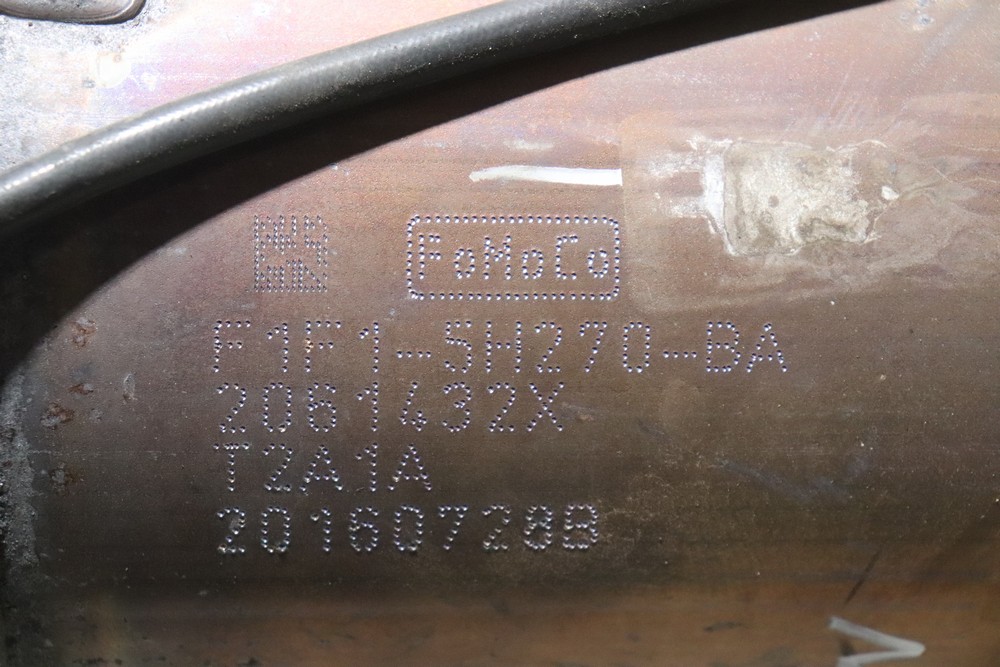 FoMoCo
F1F1-5H270-BA
2061432X
T2A1A
20160728B